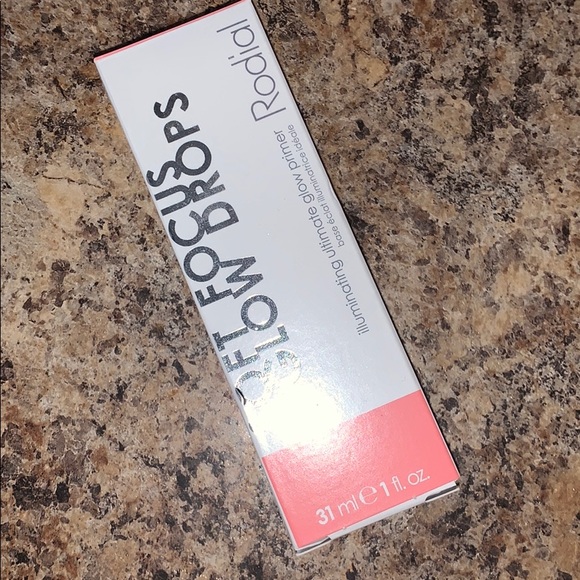 SOFT FOCUS
GLOW DROPS
Rodial
illuminating ultimate glow primer
base éclat illuminatrice idéale
31 ml ℮ 1 fl. oz.